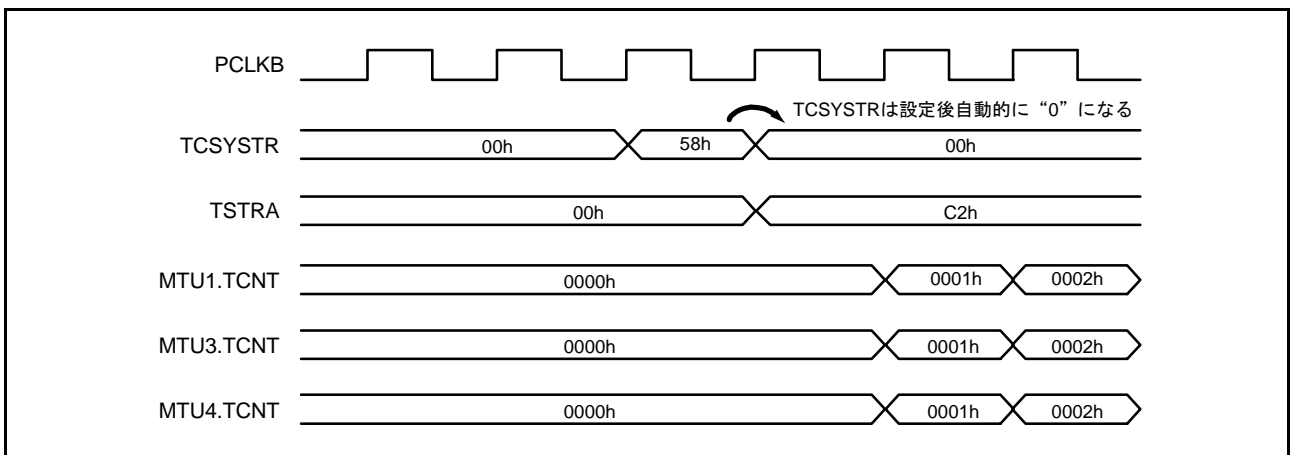 PCLKB
TCSYSTRは設定後自動的に“0”になる
TCSYSTR 00h 58h 00h
TSTRA 00h C2h
MTU1.TCNT 0000h 0001h 0002h
MTU3.TCNT 0000h 0001h 0002h
MTU4.TCNT 0000h 0001h 0002h